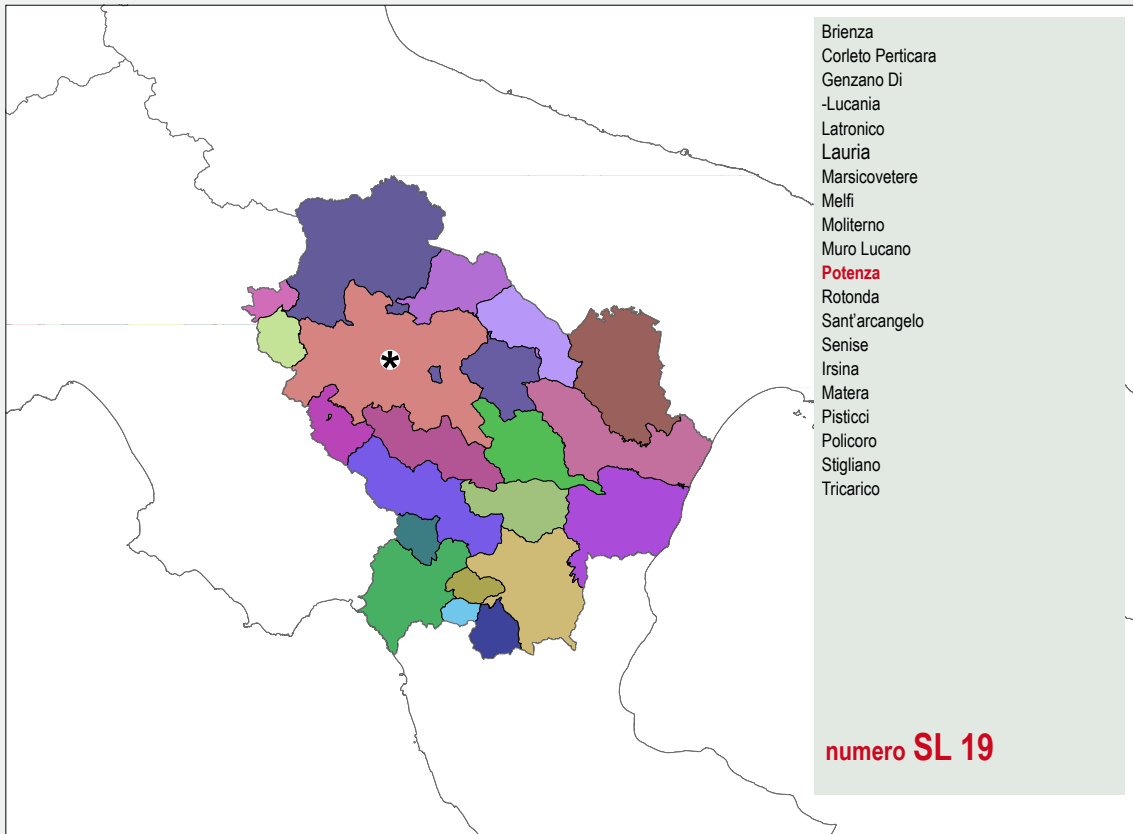 Brienza
Corleto Perticara
Genzano Di
-Lucania
Latronico
Lauria
Marsicovetere
Melfi
Moliterno
Muro Lucano
Potenza
Rotonda
Sant'arcangelo
Senise
Irsina
Matera
Pisticci
Policoro
Stigliano
Tricarico
numero SL 19
*